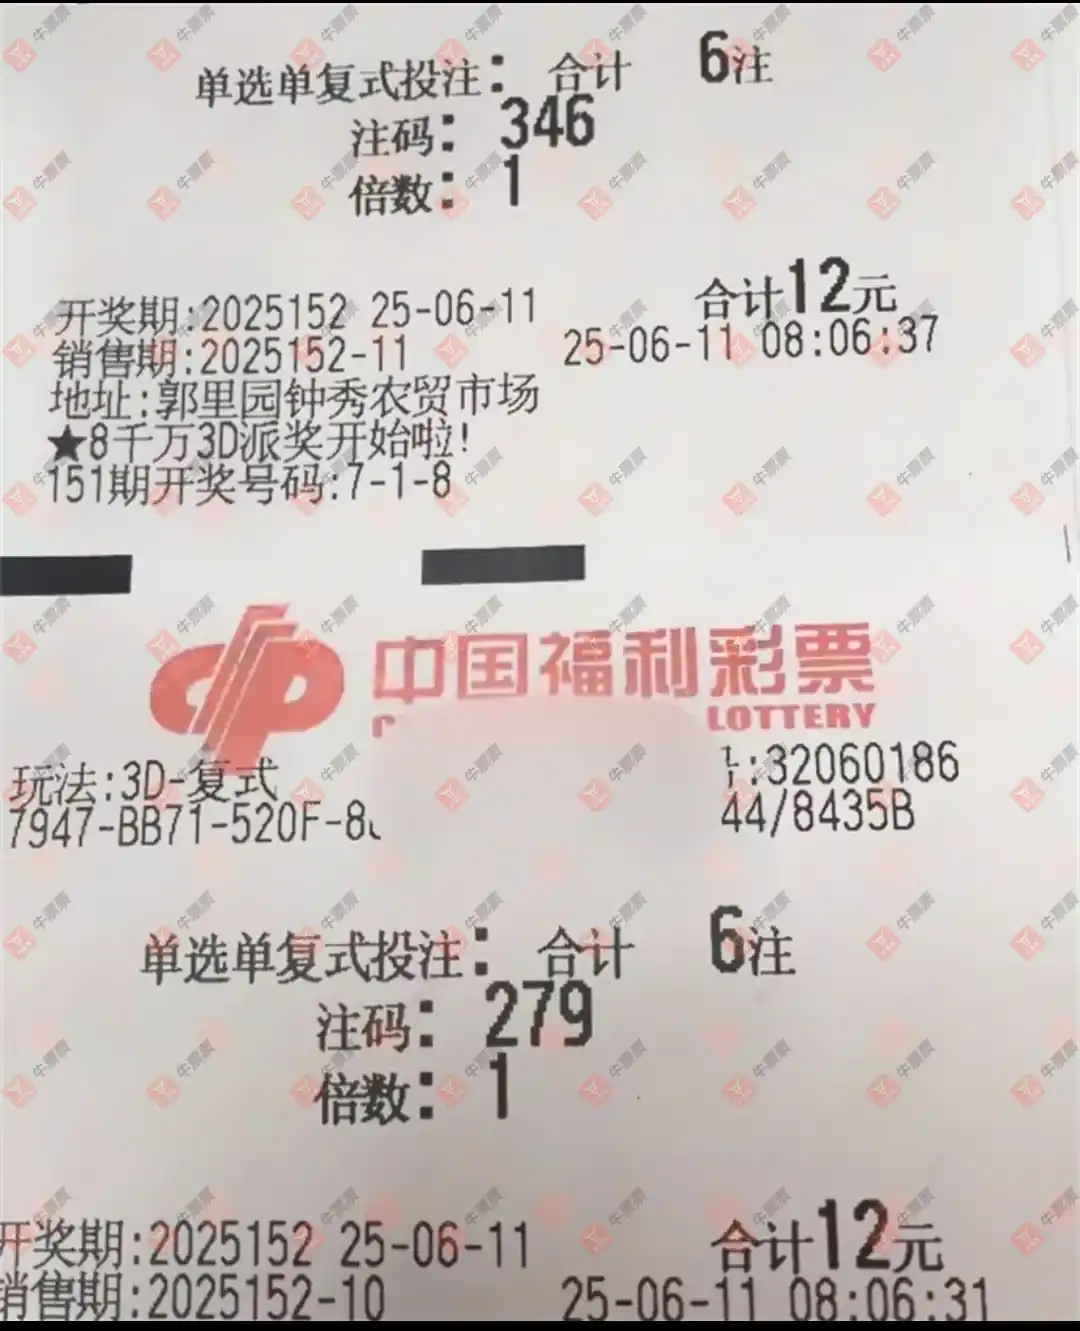 单选单复式投注: 合计 6注
注码: 346
倍数: 1
合计12元
开奖期:2025152 25-06-11
销售期:2025152-11 25-06-11 08:06:37
地址:郭里园钟秀农贸市场
★8千万3D派奖开始啦!
151期开奖号码:7-1-8
中国福利彩票
LOTTERY
玩法:3D-复式 :32060186
7947-BB71-520F-8 44/8435B
单选单复式投注: 合计 6注
注码: 279
倍数: 1
开奖期:2025152 25-06-11 合计12元
销售期:2025152-10 25-06-11 08:06:31
牛票票